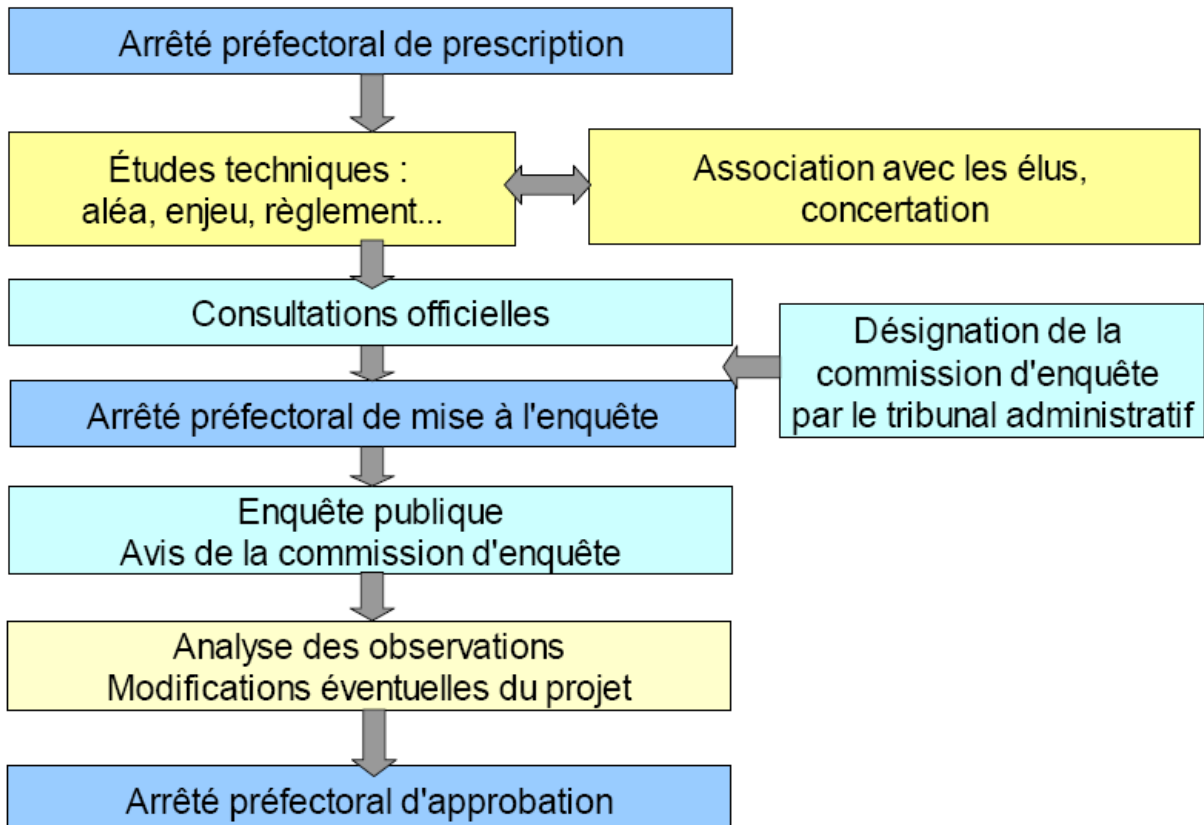 Arrêté préfectoral de prescription
Études techniques :
aléa, enjeu, règlement...
Association avec les élus,
concertation
Consultations officielles
Désignation de la
commission d'enquête
par le tribunal administratif
Arrêté préfectoral de mise à l'enquête
Enquête publique
Avis de la commission d'enquête
Analyse des observations
Modifications éventuelles du projet
Arrêté préfectoral d'approbation